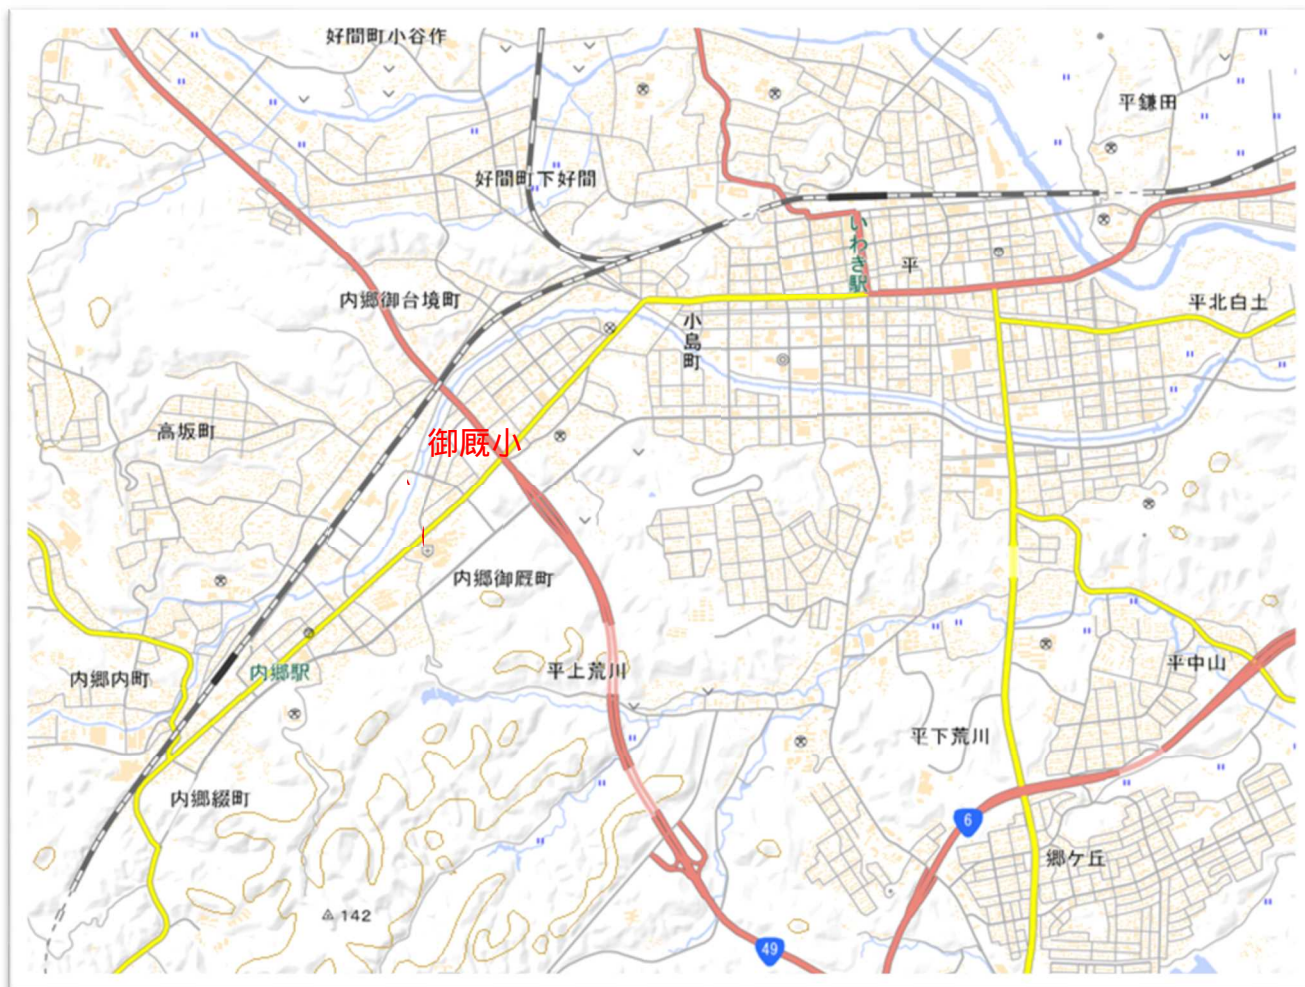 好間町小谷作
平鎌田
好間町下好間
いわき駅
平
内郷御台境町
平北白土
小島町
高坂町
御厩小
内郷御厩町
内郷駅
内郷内町
平上荒川
平中山
平下荒川
内郷綴町
6
郷ケ丘
142
49